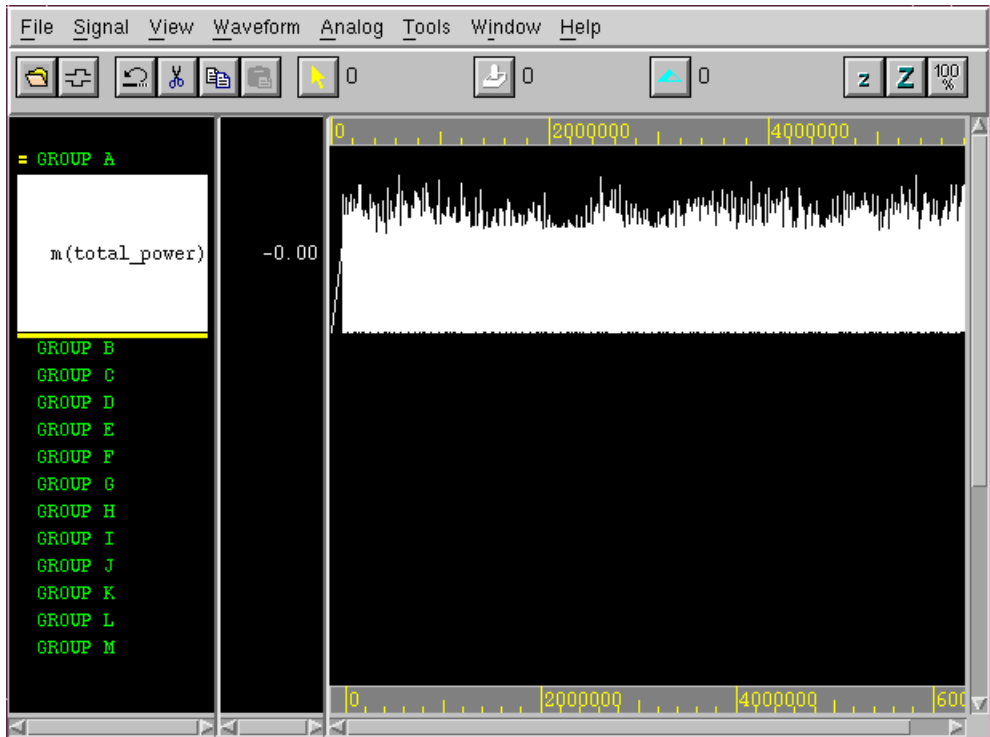 File Signal View Waveform Analog Tools Window Help
0 0 0 z Z 100 %
0 2000000 4000000
= GROUP A
m(total_power) -0.00
GROUP B
GROUP C
GROUP D
GROUP E
GROUP F
GROUP G
GROUP H
GROUP I
GROUP J
GROUP K
GROUP L
GROUP M
0 2000000 4000000 600